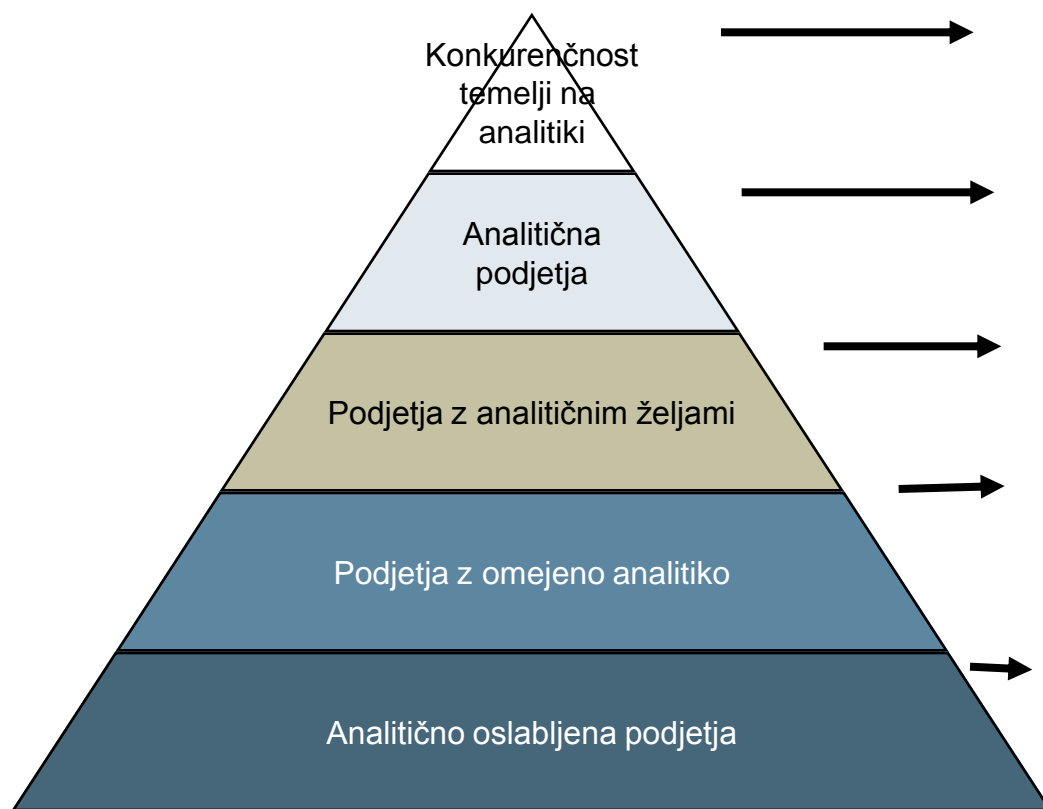 Konkurenčnost
temelji na
analitiki
Analitična
podjetja
Podjetja z analitičnim željami
Podjetja z omejeno analitiko
Analitično oslabljena podjetja